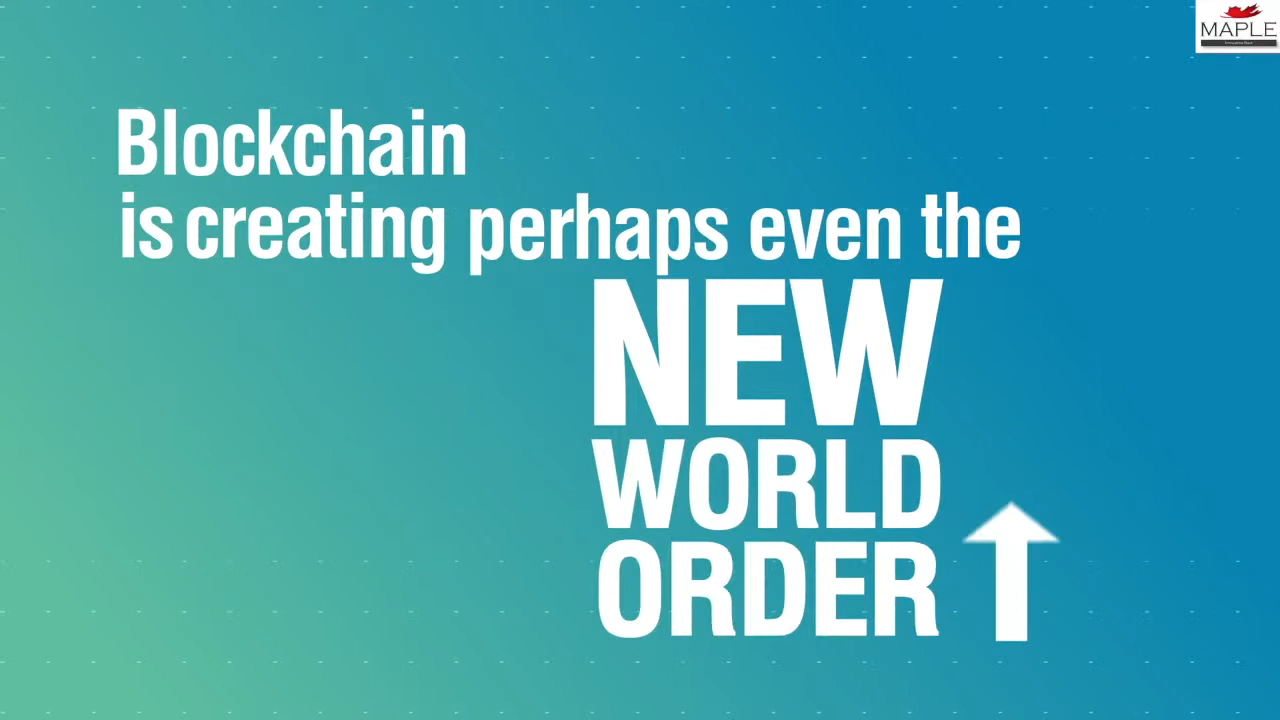 MAPLE
Blockchain
is creating perhaps even the
NEW
WORLD
ORDER